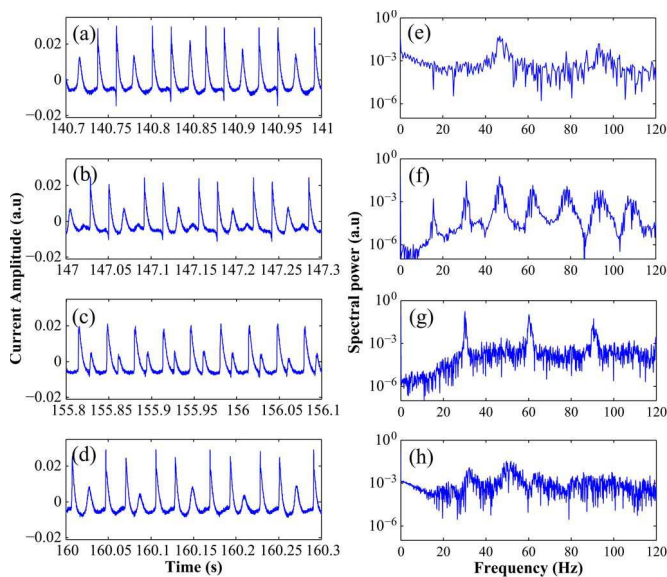 (a)
0.02
0
−0.02
140.7 140.75 140.8 140.85 140.9 140.95 141
(e)
10^0
10^-3
10^-6
0 20 40 60 80 100 120
(b)
0.02
0
−0.02
147 147.05 147.1 147.15 147.2 147.25 147.3
(f)
10^0
10^-3
10^-6
0 20 40 60 80 100 120
Current Amplitude (a.u)
Spectral power (a.u)
(c)
0.02
0
−0.02
155.8 155.85 155.9 155.95 156 156.05 156.1
(g)
10^0
10^-3
10^-6
0 20 40 60 80 100 120
(d)
0.02
0
−0.02
160 160.05 160.1 160.15 160.2 160.25 160.3
Time (s)
(h)
10^0
10^-3
10^-6
0 20 40 60 80 100 120
Frequency (Hz)